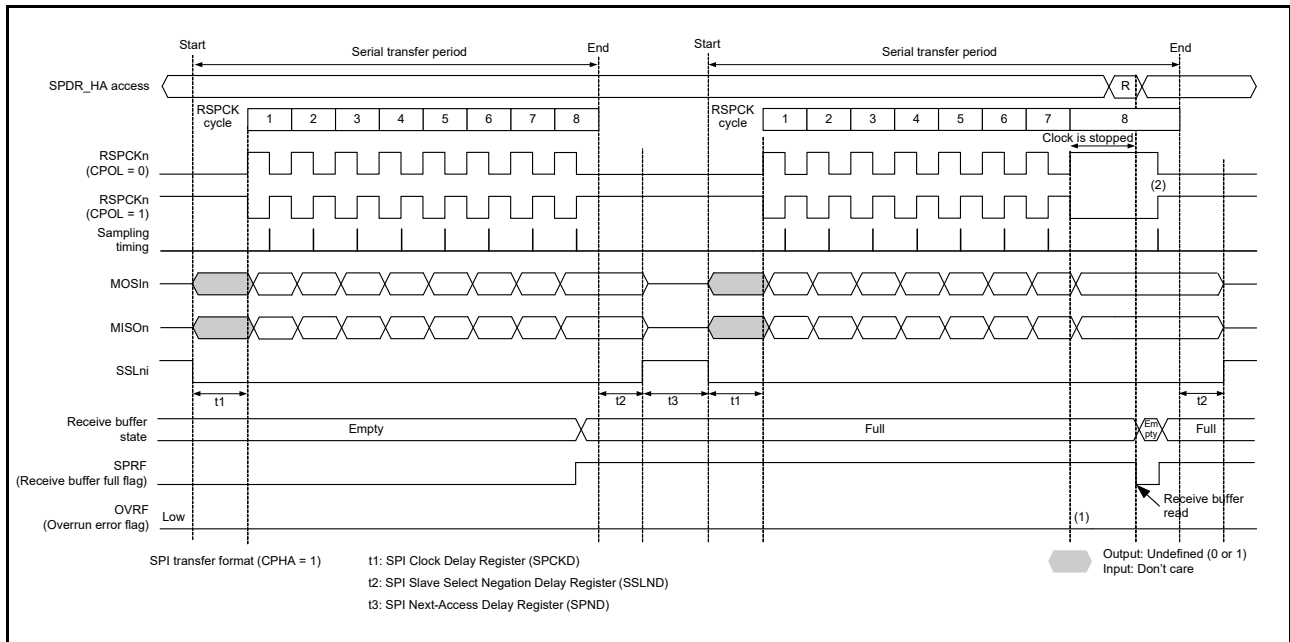 Start Serial transfer period End Start Serial transfer period End
SPDR_HA access R
RSPCK
cycle
1 2 3 4 5 6 7 8
RSPCK
cycle
1 2 3 4 5 6 7 8
Clock is stopped
RSPCKn
(CPOL = 0)
(2)
RSPCKn
(CPOL = 1)
Sampling
timing
MOSIn
MISOn
SSLni
t1 t2 t3 t1 t2
Receive buffer
state
Empty Full Em
pty
Full
SPRF
(Receive buffer full flag)
Receive buffer
read
OVRF
(Overrun error flag)
Low (1)
SPI transfer format (CPHA = 1)
t1: SPI Clock Delay Register (SPCKD)
t2: SPI Slave Select Negation Delay Register (SSLND)
t3: SPI Next-Access Delay Register (SPND)
Output: Undefined (0 or 1)
Input: Don't care